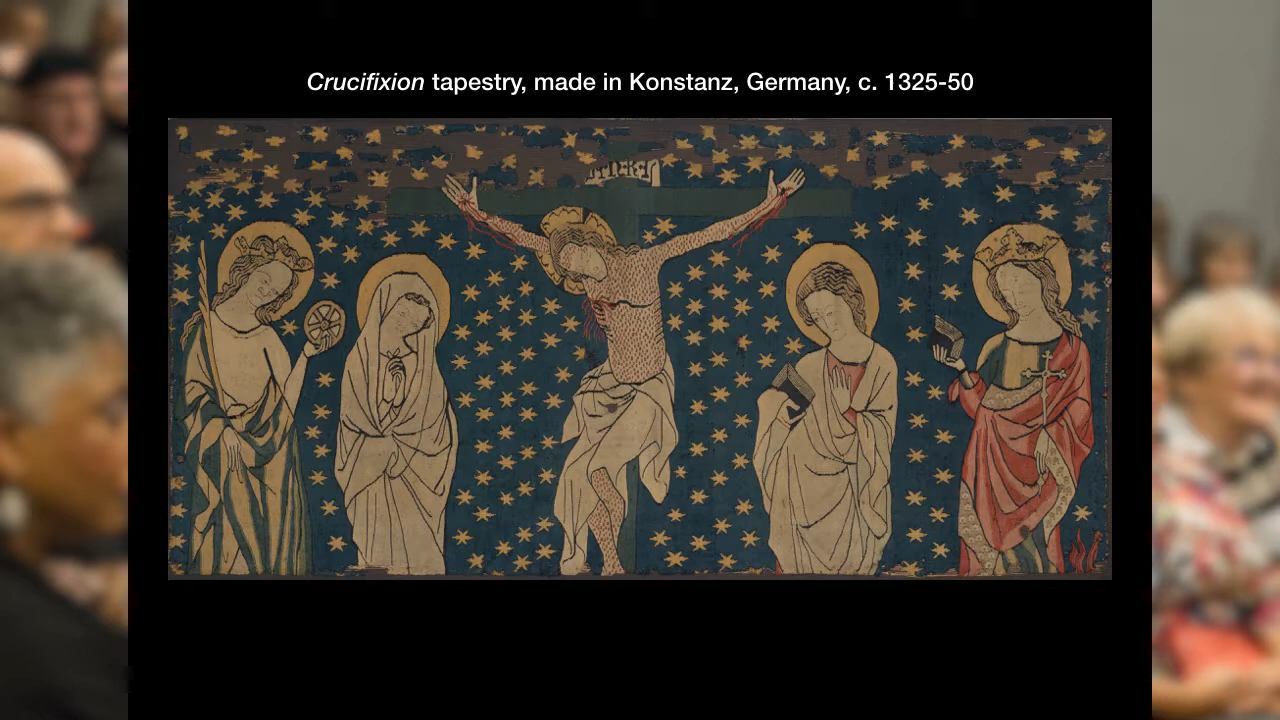 Crucifixion tapestry, made in Konstanz, Germany, c. 1325-50